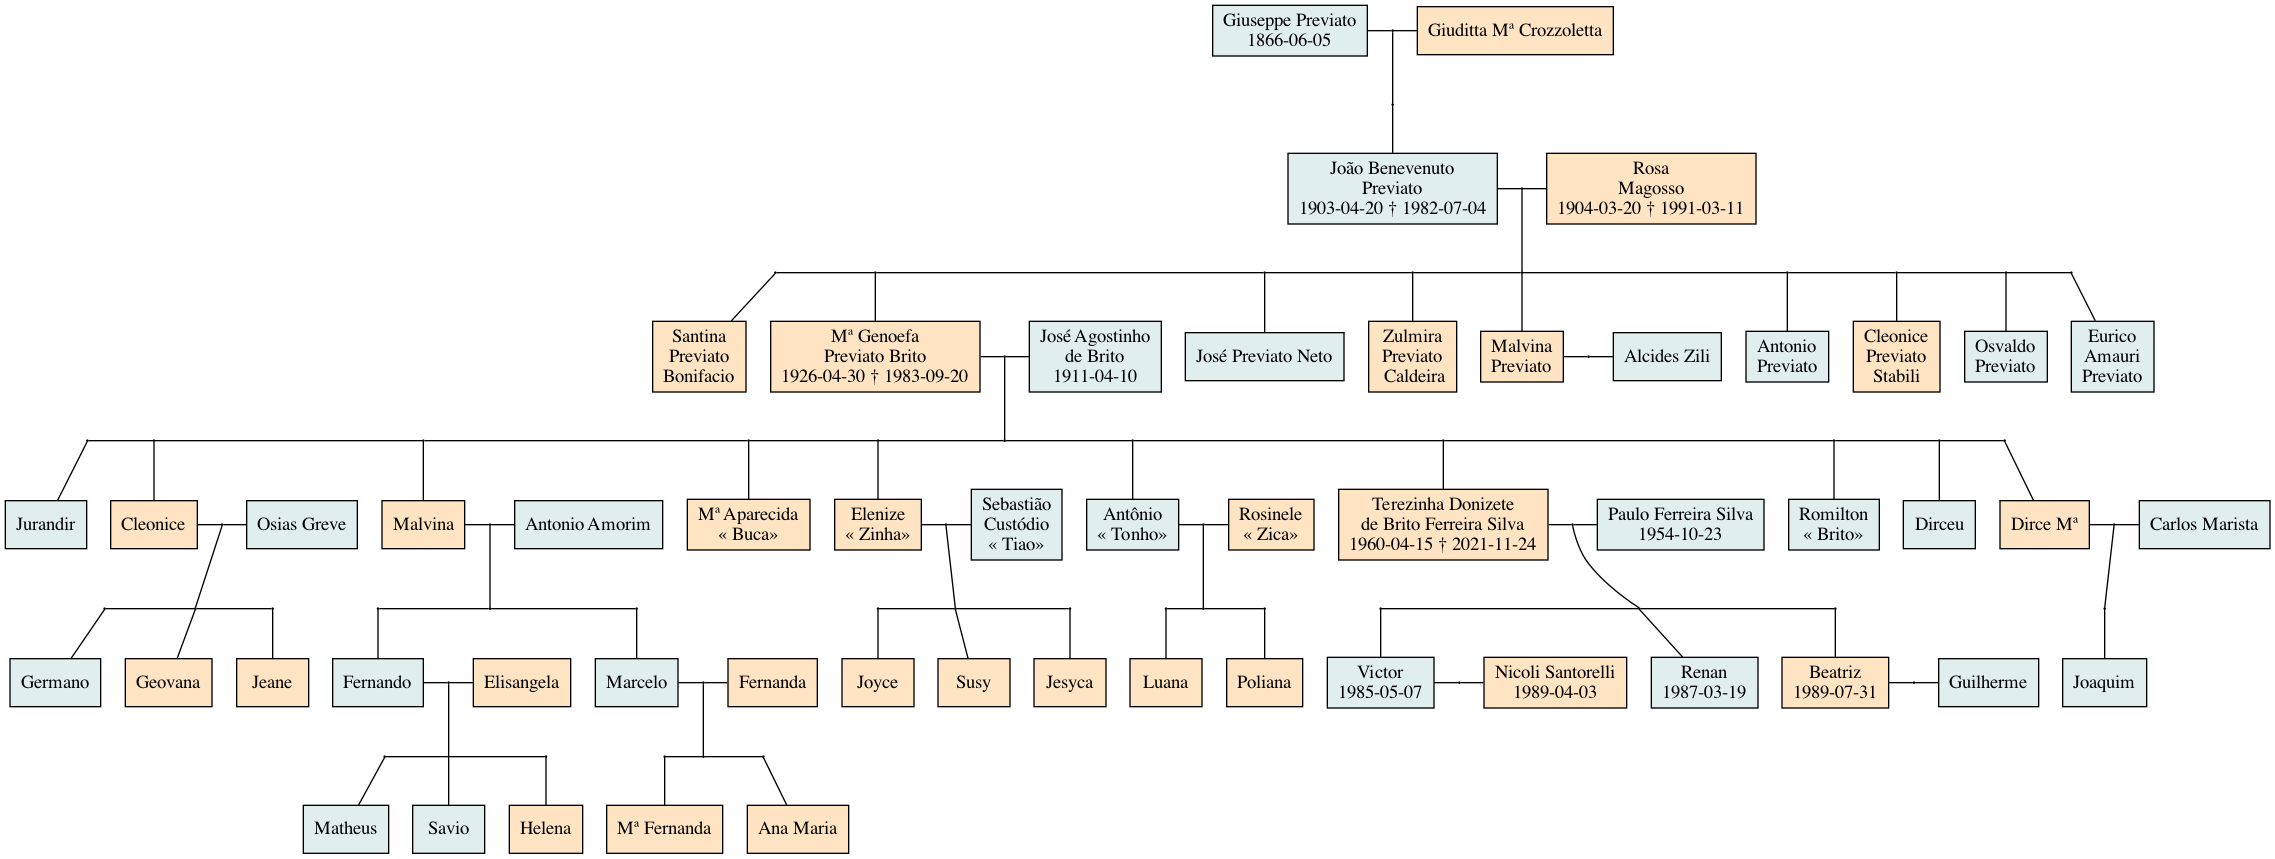 Giuseppe Previato
1866-06-05
Giuditta Mª Crozzoletta
João Benevenuto
Previato
1903-04-20 † 1982-07-04
Rosa
Magosso
1904-03-20 † 1991-03-11
Santina
Previato
Bonifacio
Mª Genoefa
Previato Brito
1926-04-30 † 1983-09-20
José Agostinho
de Brito
1911-04-10
José Previato Neto
Zulmira
Previato
Caldeira
Malvina
Previato
Alcides Zili
Antonio
Previato
Cleonice
Previato
Stabili
Osvaldo
Previato
Eurico
Amauri
Previato
Jurandir
Cleonice
Osias Greve
Malvina
Antonio Amorim
Mª Aparecida
« Buca»
Elenize
« Zinha»
Sebastião
Custódio
« Tiao»
Antônio
« Tonho»
Rosinele
« Zica»
Terezinha Donizete
de Brito Ferreira Silva
1960-04-15 † 2021-11-24
Paulo Ferreira Silva
1954-10-23
Romilton
« Brito»
Dirceu
Dirce Mª
Carlos Marista
Germano
Geovana
Jeane
Fernando
Elisangela
Marcelo
Fernanda
Joyce
Susy
Jesyca
Luana
Poliana
Victor
1985-05-07
Nicoli Santorelli
1989-04-03
Renan
1987-03-19
Beatriz
1989-07-31
Guilherme
Joaquim
Matheus
Savio
Helena
Mª Fernanda
Ana Maria